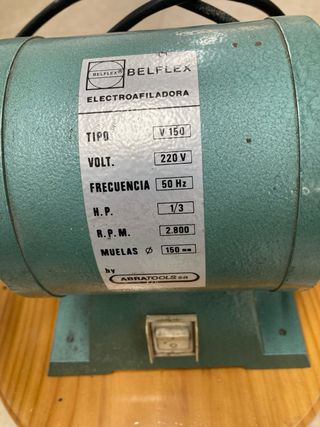 BELFLEX® BELFLEX
ELECTROAFILADORA
TIPO V 150
VOLT. 220 V
FRECUENCIA 50 Hz
H.P. 1/3
R.P.M. 2.800
MUELAS Ø 150 mm
by ABRATOOLS sa